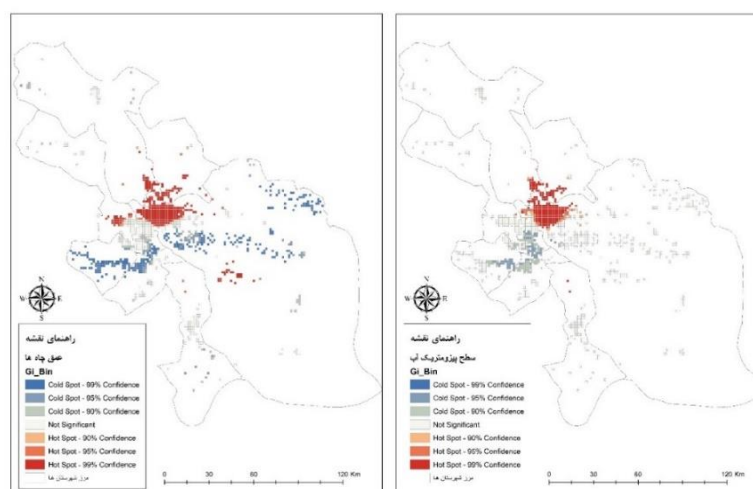 N
W E
S
راهنمای نقشه
عمق چاه ها
Gi_Bin
Cold Spot - 99% Confidence
Cold Spot - 95% Confidence
Cold Spot - 90% Confidence
Not Significant
Hot Spot - 90% Confidence
Hot Spot - 95% Confidence
Hot Spot - 99% Confidence
مرز شهرستان ها
0 30 60 120 Km
N
W E
S
راهنمای نقشه
سطح پیزومتریک آب
Gi_Bin
Cold Spot - 99% Confidence
Cold Spot - 95% Confidence
Cold Spot - 90% Confidence
Not Significant
Hot Spot - 90% Confidence
Hot Spot - 95% Confidence
Hot Spot - 99% Confidence
مرز شهرستان ها
0 30 60 120 Km